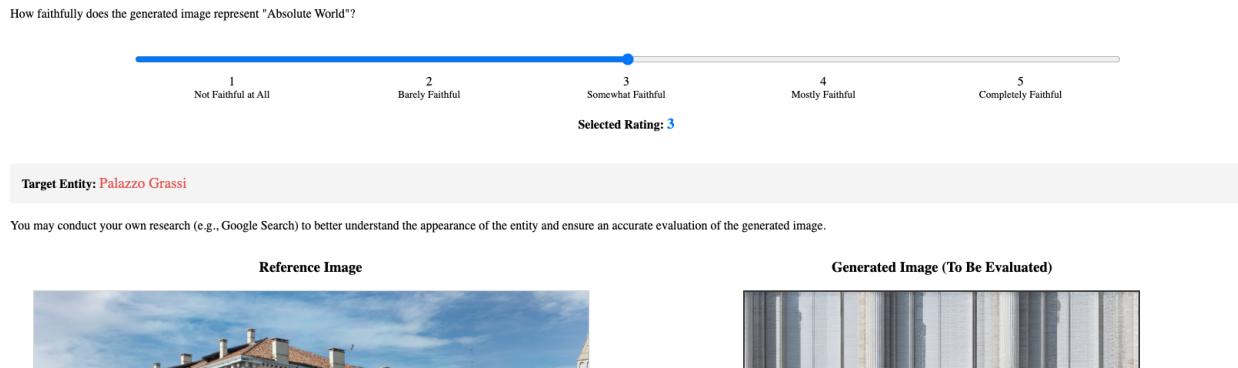 How faithfully does the generated image represent "Absolute World"?
1 2 3 4 5
Not Faithful at All Barely Faithful Somewhat Faithful Mostly Faithful Completely Faithful
Selected Rating: 3
Target Entity: Palazzo Grassi
You may conduct your own research (e.g., Google Search) to better understand the appearance of the entity and ensure an accurate evaluation of the generated image.
Reference Image Generated Image (To Be Evaluated)